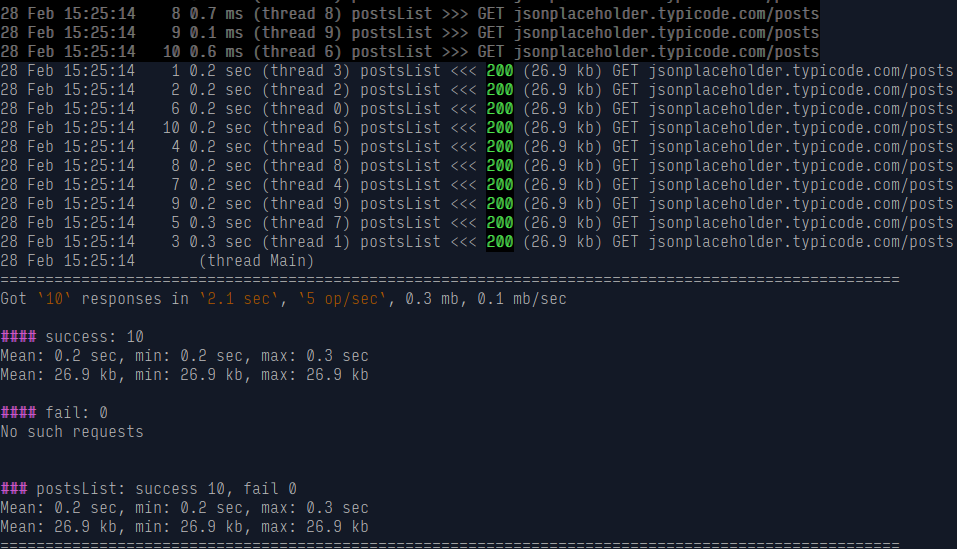 28 Feb 15:25:14    8 0.7 ms (thread 8) postsList >>> GET jsonplaceholder.typicode.com/posts
28 Feb 15:25:14    9 0.1 ms (thread 9) postsList >>> GET jsonplaceholder.typicode.com/posts
28 Feb 15:25:14   10 0.6 ms (thread 6) postsList >>> GET jsonplaceholder.typicode.com/posts
28 Feb 15:25:14    1 0.2 sec (thread 3) postsList <<< 200 (26.9 kb) GET jsonplaceholder.typicode.com/posts
28 Feb 15:25:14    2 0.2 sec (thread 2) postsList <<< 200 (26.9 kb) GET jsonplaceholder.typicode.com/posts
28 Feb 15:25:14    6 0.2 sec (thread 0) postsList <<< 200 (26.9 kb) GET jsonplaceholder.typicode.com/posts
28 Feb 15:25:14   10 0.2 sec (thread 6) postsList <<< 200 (26.9 kb) GET jsonplaceholder.typicode.com/posts
28 Feb 15:25:14    4 0.2 sec (thread 5) postsList <<< 200 (26.9 kb) GET jsonplaceholder.typicode.com/posts
28 Feb 15:25:14    8 0.2 sec (thread 8) postsList <<< 200 (26.9 kb) GET jsonplaceholder.typicode.com/posts
28 Feb 15:25:14    7 0.2 sec (thread 4) postsList <<< 200 (26.9 kb) GET jsonplaceholder.typicode.com/posts
28 Feb 15:25:14    9 0.2 sec (thread 9) postsList <<< 200 (26.9 kb) GET jsonplaceholder.typicode.com/posts
28 Feb 15:25:14    5 0.3 sec (thread 7) postsList <<< 200 (26.9 kb) GET jsonplaceholder.typicode.com/posts
28 Feb 15:25:14    3 0.3 sec (thread 1) postsList <<< 200 (26.9 kb) GET jsonplaceholder.typicode.com/posts
28 Feb 15:25:14       (thread Main)
====================================================================================================
Got `10` responses in `2.1 sec`, `5 op/sec`, 0.3 mb, 0.1 mb/sec
#### success: 10
Mean: 0.2 sec, min: 0.2 sec, max: 0.3 sec
Mean: 26.9 kb, min: 26.9 kb, max: 26.9 kb
#### fail: 0
No such requests
### postsList: success 10, fail 0
Mean: 0.2 sec, min: 0.2 sec, max: 0.3 sec
Mean: 26.9 kb, min: 26.9 kb, max: 26.9 kb
====================================================================================================